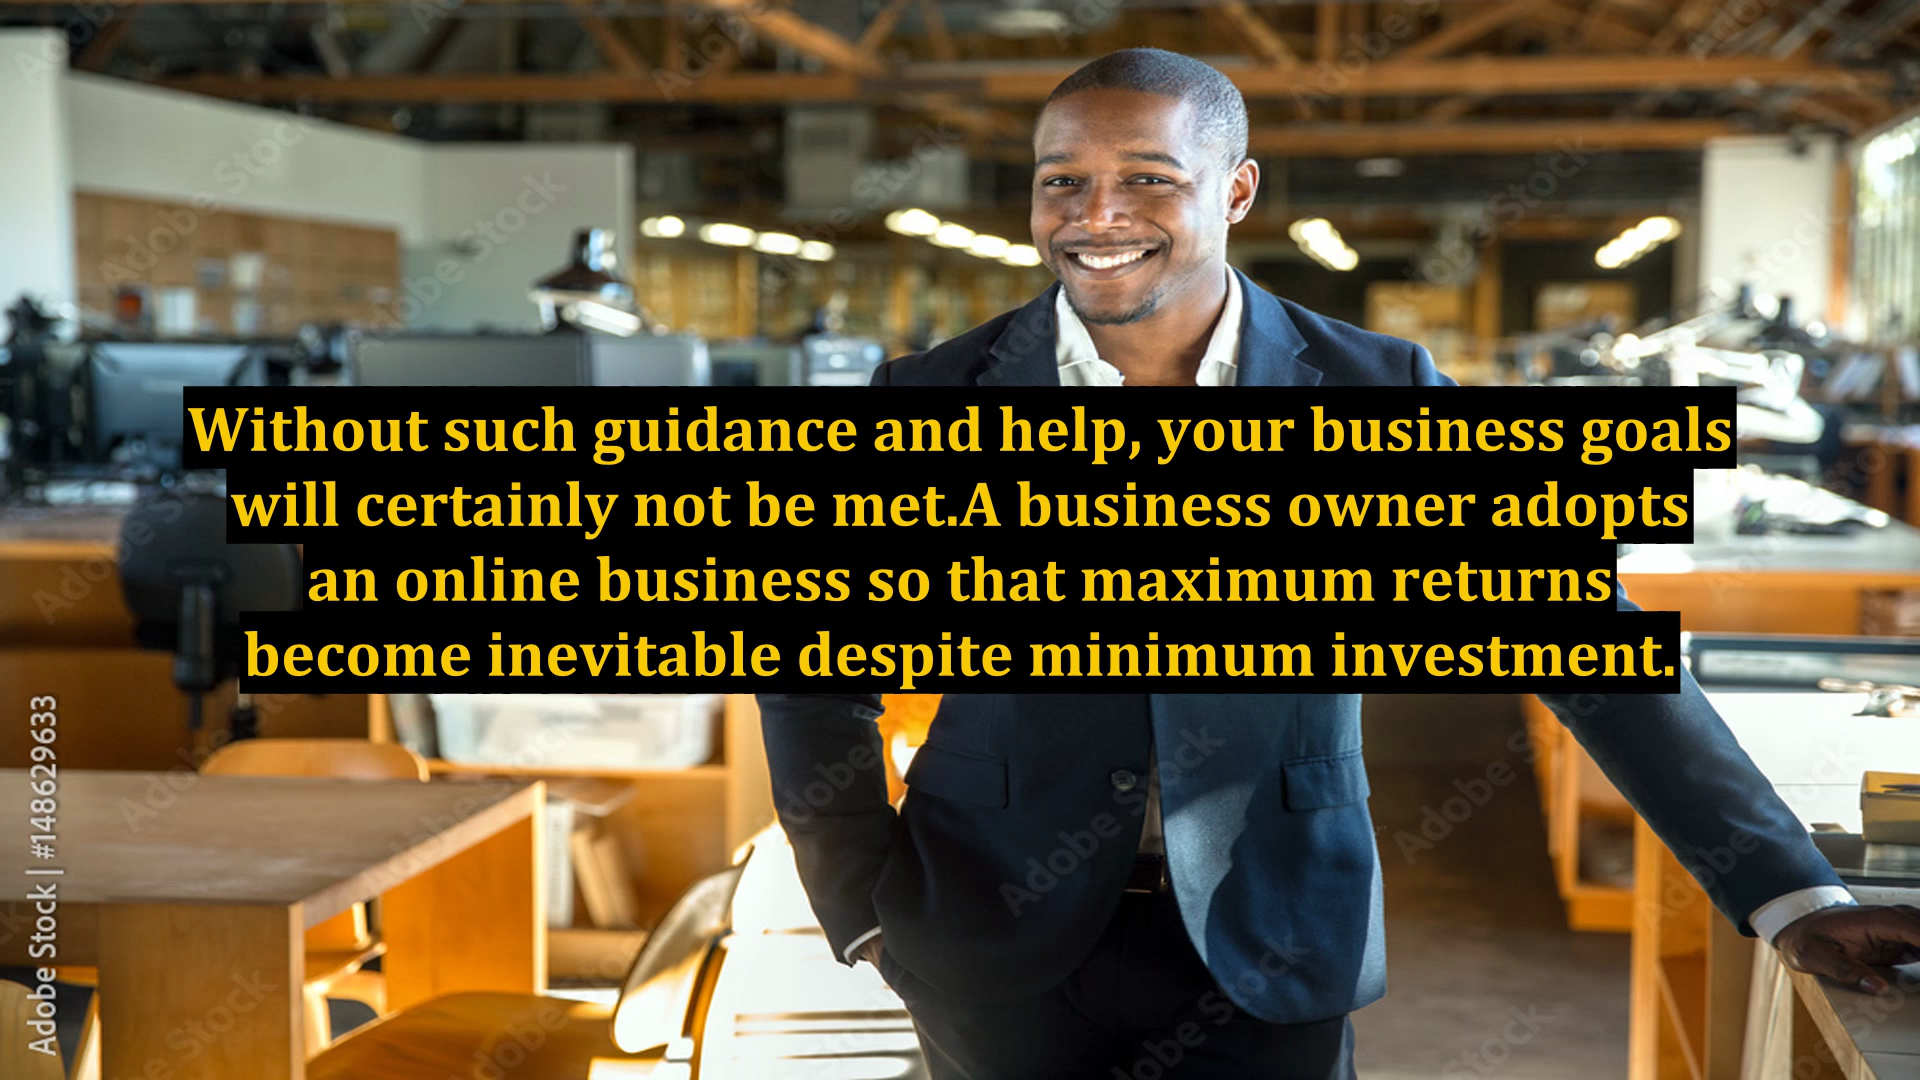 Without such guidance and help, your business goals
will certainly not be met.A business owner adopts
an online business so that maximum returns
become inevitable despite minimum investment.
Adobe Stock | #148629633